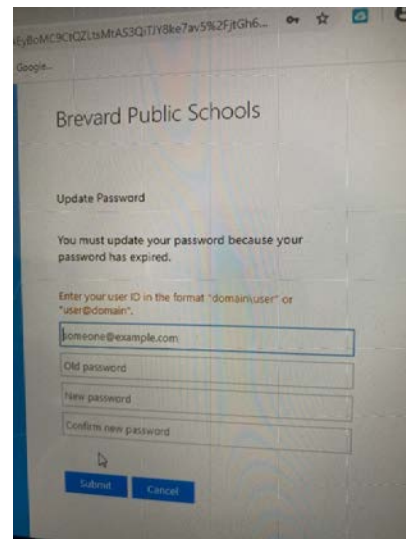 Google...
Brevard Public Schools
Update Password
You must update your password because your
password has expired.
Enter your user ID in the format "domain\user" or
"user@domain".
someone@example.com
Old password
New password
Confirm new password
Submit
Cancel